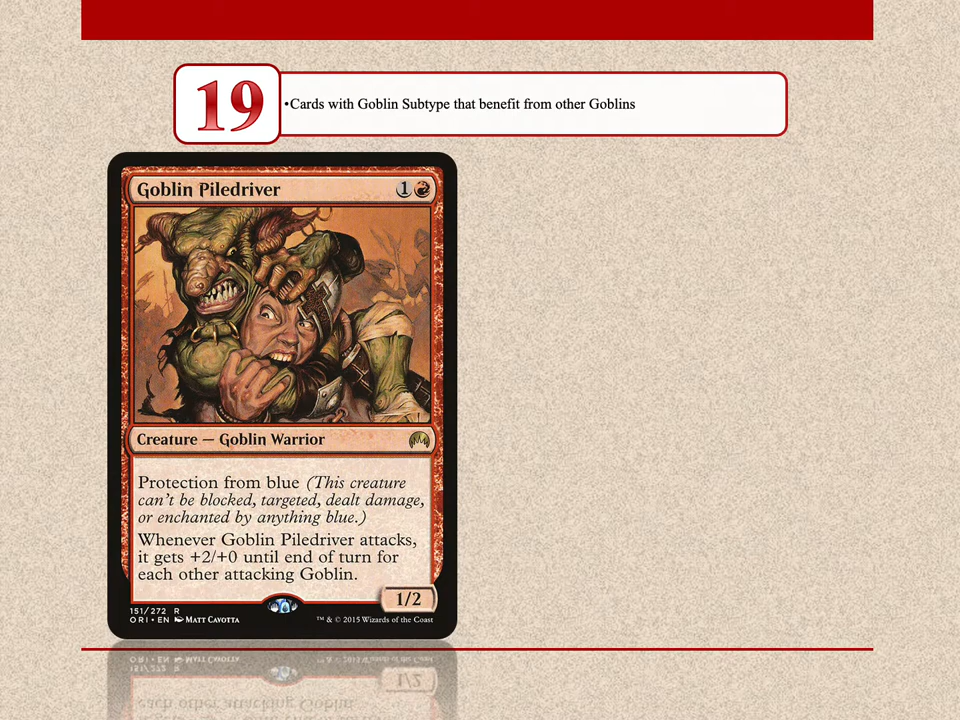 19
•Cards with Goblin Subtype that benefit from other Goblins
Goblin Piledriver 1
Creature — Goblin Warrior
Protection from blue (This creature
can't be blocked, targeted, dealt damage,
or enchanted by anything blue.)
Whenever Goblin Piledriver attacks,
it gets +2/+0 until end of turn for
each other attacking Goblin.
1/2
151/272 R
ORI • EN Matt Cavotta
™ & © 2015 Wizards of the Coast